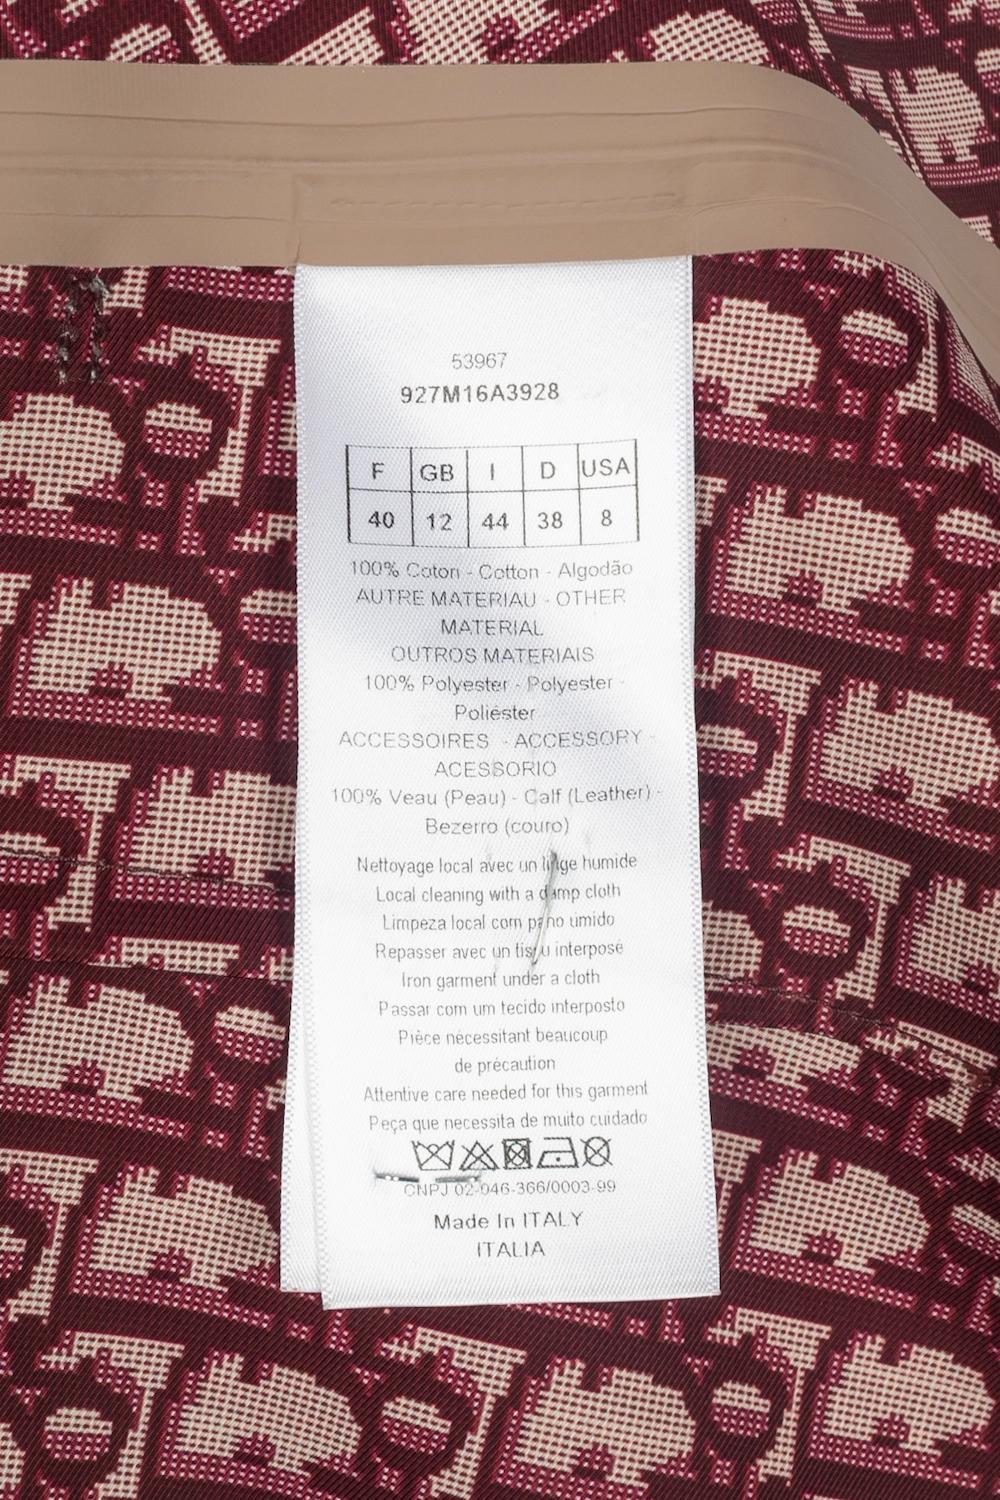 53967
927M16A3928
F GB I D USA
40 12 44 38 8
100% Coton - Cotton - Algodão
AUTRE MATERIAU - OTHER
MATERIAL
OUTROS MATERIAIS
100% Polyester - Polyester -
Poliéster
ACCESSOIRES - ACCESSORY -
ACESSORIO
100% Veau (Peau) - Calf (Leather) -
Bezerro (couro)
Nettoyage local avec un linge humide
Local cleaning with a damp cloth
Limpeza local com pano úmido
Repasser avec un tissu interposé
Iron garment under a cloth
Passar com um tecido interposto
Pièce nécessitant beaucoup
de précaution
Attentive care needed for this garment
Peça que necessita de muito cuidado
CNPJ 02-046-366/0003-99
Made In ITALY
ITALIA